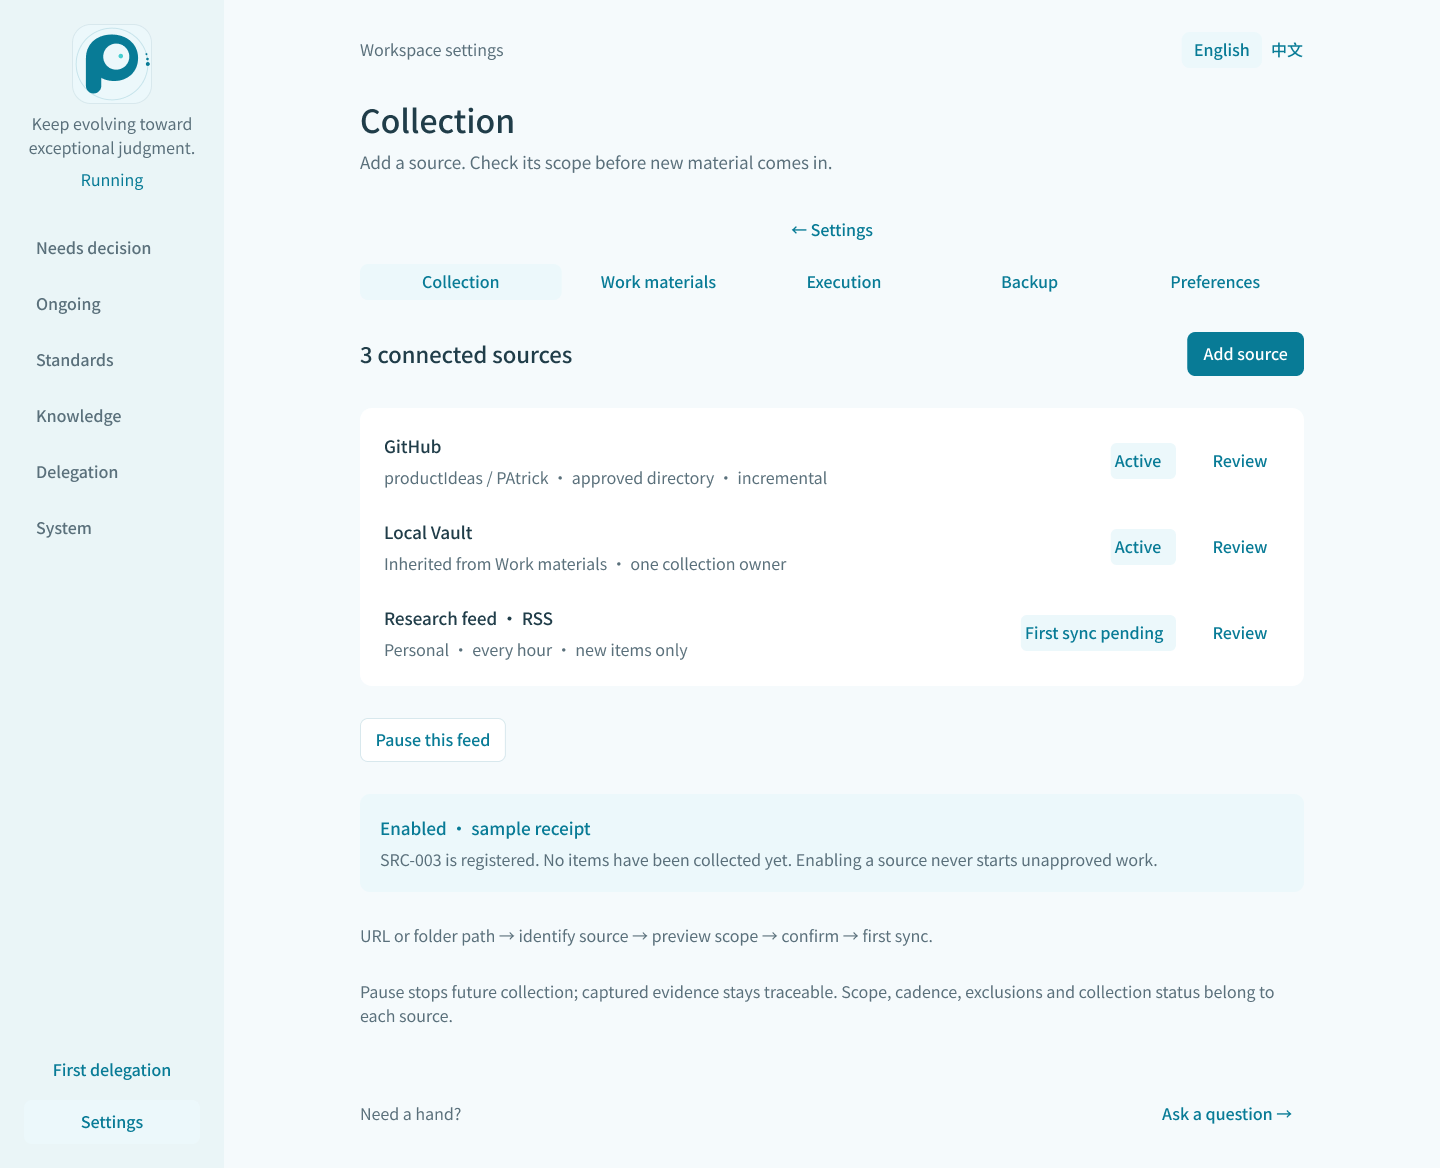 Keep evolving toward
exceptional judgment.
Running
Needs decision
Ongoing
Standards
Knowledge
Delegation
System
First delegation
Settings
Workspace settings
English 中文
Collection
Add a source. Check its scope before new material comes in.
← Settings
Collection Work materials Execution Backup Preferences
3 connected sources
Add source
GitHub
productIdeas / PAtrick • approved directory • incremental
Active Review
Local Vault
Inherited from Work materials • one collection owner
Active Review
Research feed • RSS
Personal • every hour • new items only
First sync pending Review
Pause this feed
Enabled • sample receipt
SRC-003 is registered. No items have been collected yet. Enabling a source never starts unapproved work.
URL or folder path → identify source → preview scope → confirm → first sync.
Pause stops future collection; captured evidence stays traceable. Scope, cadence, exclusions and collection status belong to
each source.
Need a hand?
Ask a question →